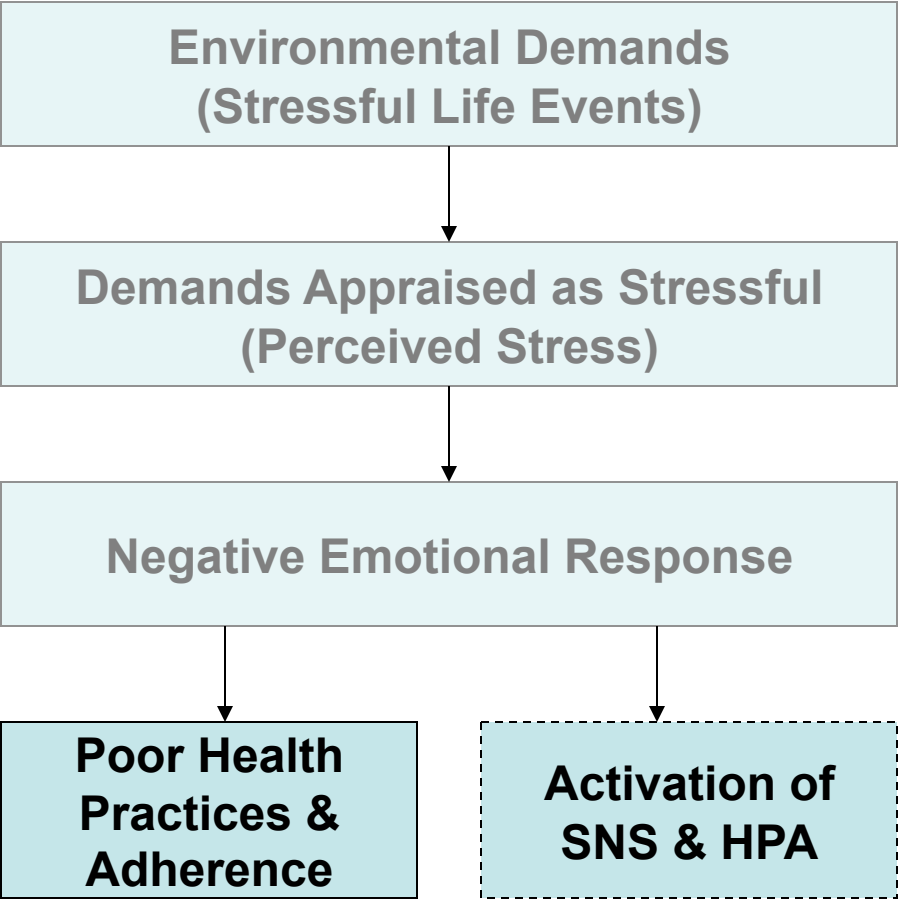 Environmental Demands
(Stressful Life Events)
Demands Appraised as Stressful
(Perceived Stress)
Negative Emotional Response
Poor Health
Practices &
Adherence
Activation of
SNS & HPA